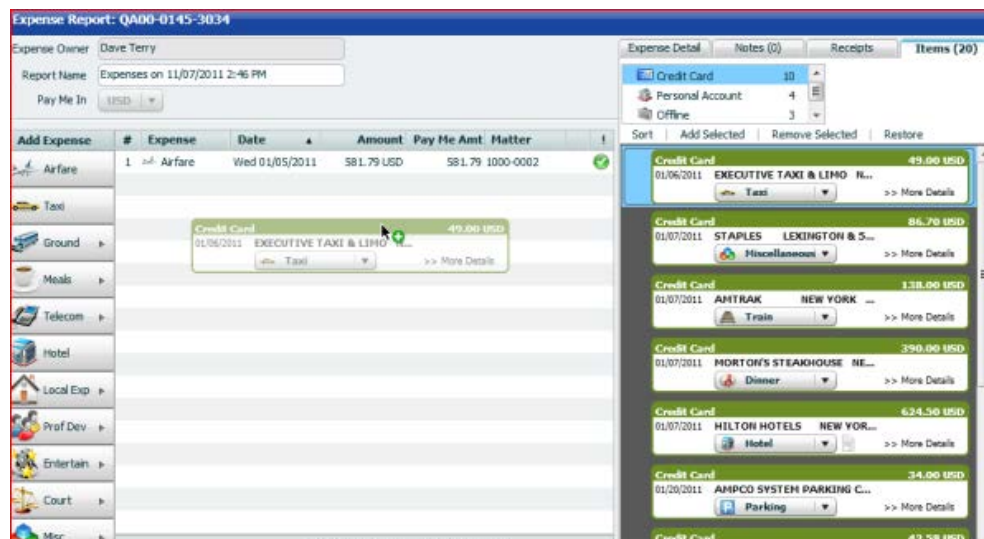 Expense Report: QA00-0145-3034
Expense Owner Dave Terry
Report Name Expenses on 11/07/2011 2:46 PM
Pay Me In USD
Add Expense # Expense Date Amount Pay Me Amt Matter !
1 Airfare Wed 01/05/2011 581.79 USD 581.79 1000-0002
Airfare
Taxi
Ground
Meals
Telecom
Hotel
Local Exp
Prof Dev
Entertain
Court
Misc
Credit Card 49.00 USD
01/06/2011 EXECUTIVE TAXI & LIMO N...
Taxi >> More Details
Expense Detail Notes (0) Receipts Items (20)
Credit Card 10
Personal Account 4
Offline 3
Sort Add Selected Remove Selected Restore
Credit Card 49.00 USD
01/06/2011 EXECUTIVE TAXI & LIMO N...
Taxi >> More Details
Credit Card 86.70 USD
01/07/2011 STAPLES LEXINGTON & S...
Miscellaneous >> More Details
Credit Card 138.00 USD
01/07/2011 AMTRAK NEW YORK ...
Train >> More Details
Credit Card 390.00 USD
01/07/2011 MORTON'S STEAKHOUSE NE...
Dinner >> More Details
Credit Card 624.50 USD
01/07/2011 HILTON HOTELS NEW YOR...
Hotel >> More Details
Credit Card 34.00 USD
01/20/2011 AMPCO SYSTEM PARKING C...
Parking >> More Details
Credit Card 42.58 USD